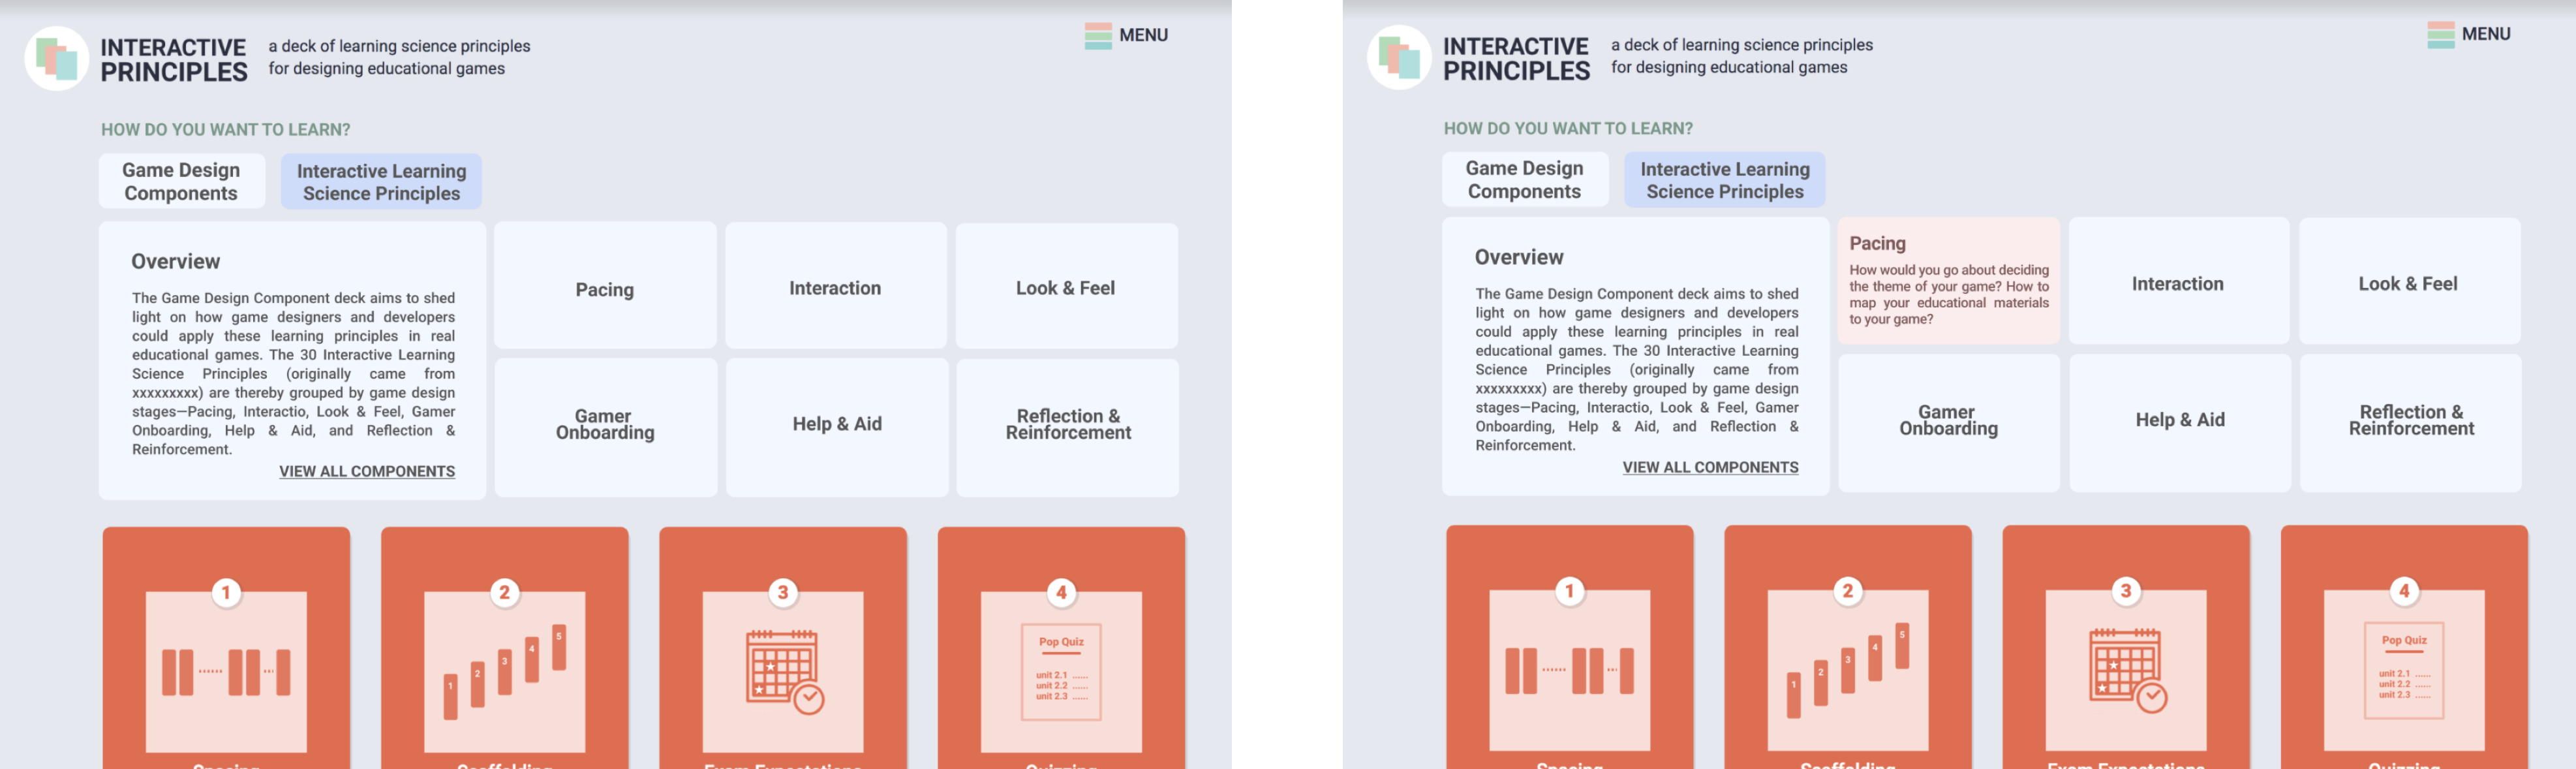 INTERACTIVE
PRINCIPLES
a deck of learning science principles
for designing educational games
MENU
HOW DO YOU WANT TO LEARN?
Game Design
Components
Interactive Learning
Science Principles
Overview
The Game Design Component deck aims to shed
light on how game designers and developers
could apply these learning principles in real
educational games. The 30 Interactive Learning
Science Principles (originally came from
xxxxxxxxx) are thereby grouped by game design
stages—Pacing, Interactio, Look & Feel, Gamer
Onboarding, Help & Aid, and Reflection &
Reinforcement.
VIEW ALL COMPONENTS
Pacing
Interaction
Look & Feel
Gamer
Onboarding
Help & Aid
Reflection &
Reinforcement
1
2
3
4
1
2
3
4
5
Pop Quiz
unit 2.1 ......
unit 2.2 ......
unit 2.3 ......
Spacing
Scaffolding
Exam Expectations
Quizzing
INTERACTIVE
PRINCIPLES
a deck of learning science principles
for designing educational games
MENU
HOW DO YOU WANT TO LEARN?
Game Design
Components
Interactive Learning
Science Principles
Overview
The Game Design Component deck aims to shed
light on how game designers and developers
could apply these learning principles in real
educational games. The 30 Interactive Learning
Science Principles (originally came from
xxxxxxxxx) are thereby grouped by game design
stages—Pacing, Interactio, Look & Feel, Gamer
Onboarding, Help & Aid, and Reflection &
Reinforcement.
VIEW ALL COMPONENTS
Pacing
How would you go about deciding
the theme of your game? How to
map your educational materials
to your game?
Interaction
Look & Feel
Gamer
Onboarding
Help & Aid
Reflection &
Reinforcement
1
2
3
4
1
2
3
4
5
Pop Quiz
unit 2.1 ......
unit 2.2 ......
unit 2.3 ......
Spacing
Scaffolding
Exam Expectations
Quizzing